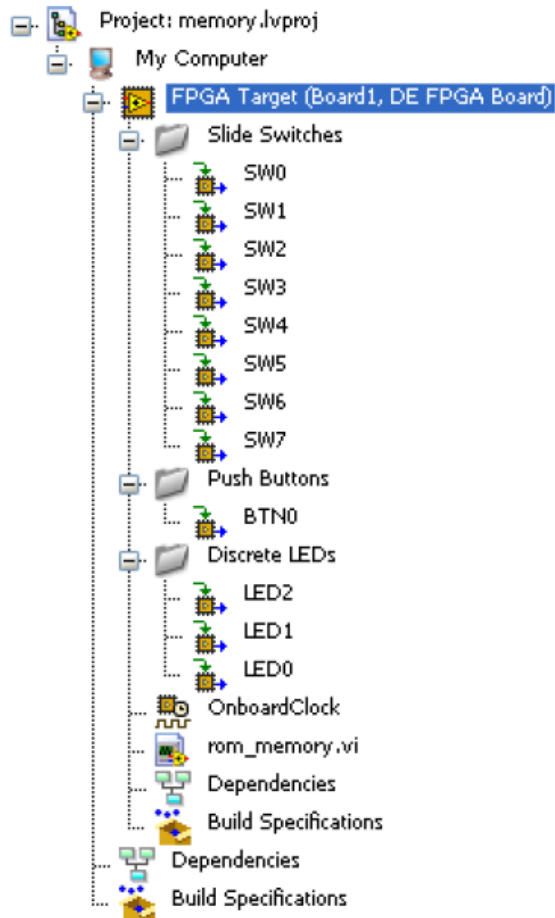 Project: memory.lvproj
My Computer
FPGA Target (Board1, DE FPGA Board)
Slide Switches
SW0
SW1
SW2
SW3
SW4
SW5
SW6
SW7
Push Buttons
BTN0
Discrete LEDs
LED2
LED1
LED0
OnboardClock
rom_memory.vi
Dependencies
Build Specifications
Dependencies
Build Specifications